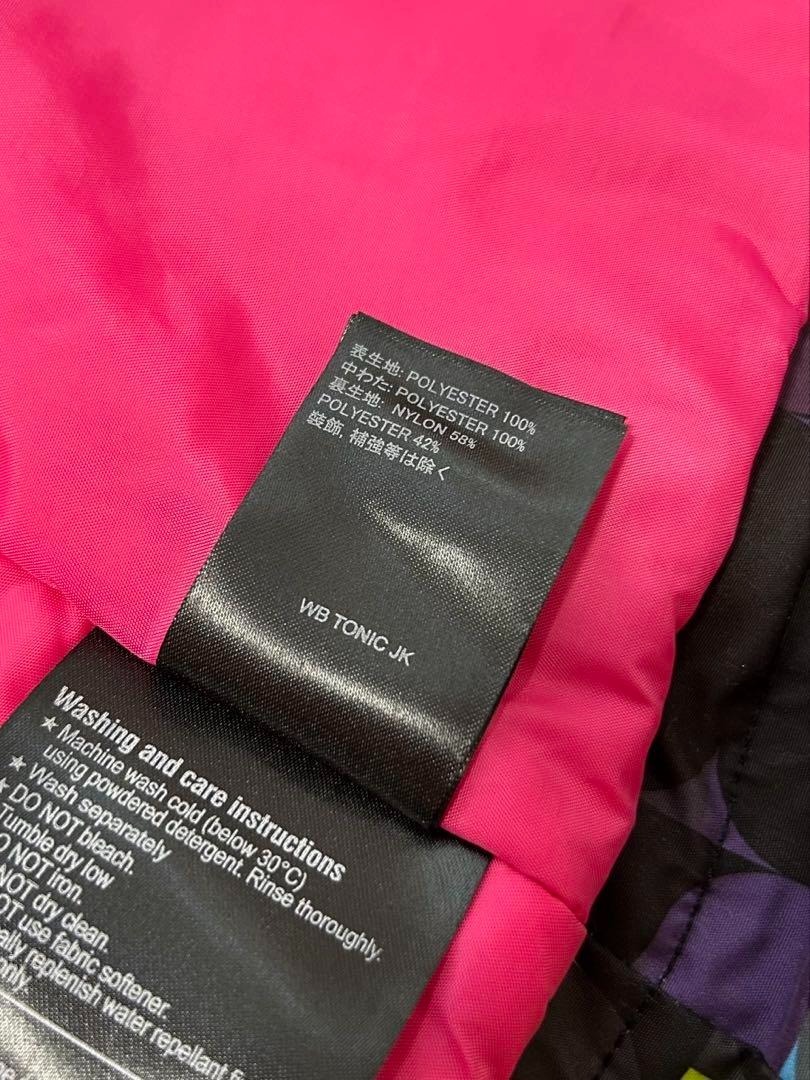 表生地: POLYESTER 100%
中わた: POLYESTER 100%
裏生地: NYLON 58%
POLYESTER 42%
装飾, 補強等は除く
WB TONIC JK
Washing and care instructions
★ Machine wash cold (below 30°C)
using powdered detergent. Rinse thoroughly.
★ Wash separately
★ DO NOT bleach.
Tumble dry low
NOT iron.
NOT dry clean.
use fabric softener.
replenish water repellant
only.